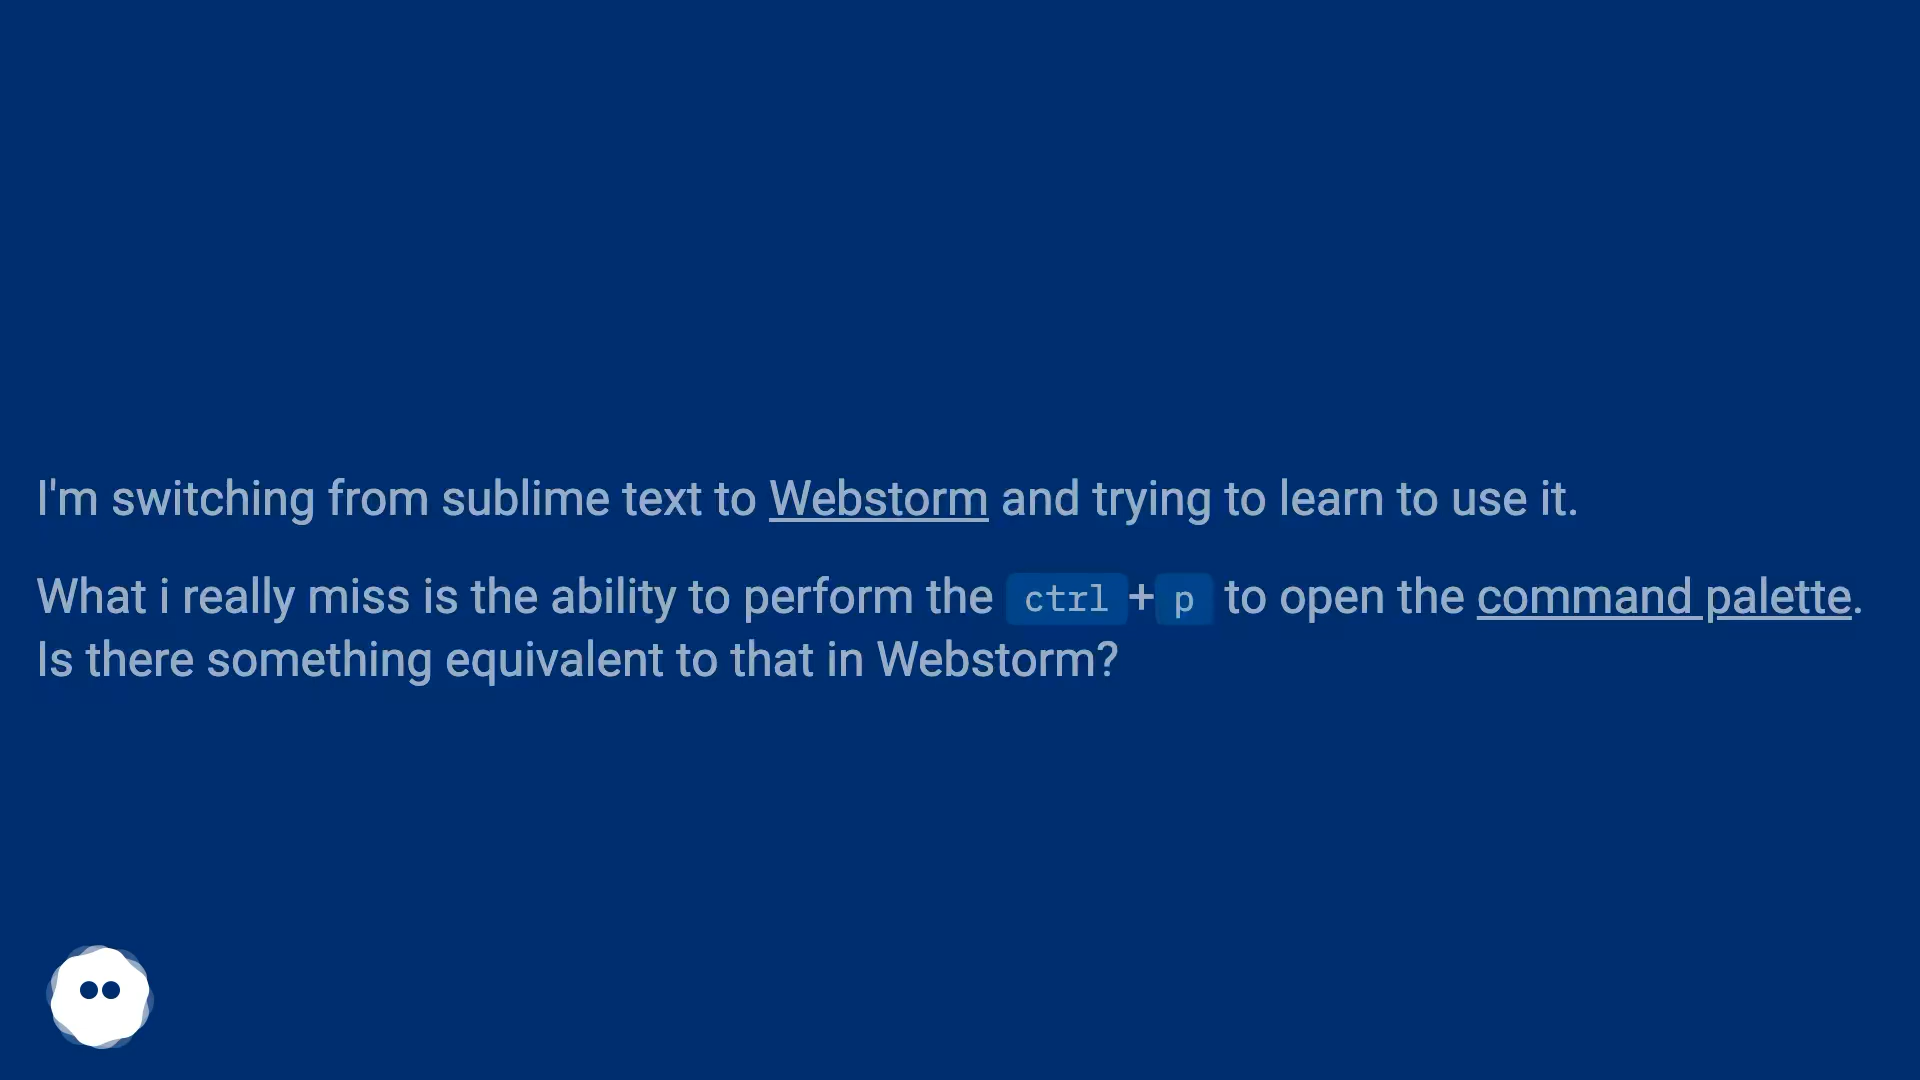 I'm switching from sublime text to Webstorm and trying to learn to use it.
What i really miss is the ability to perform the ctrl+p to open the command palette.
Is there something equivalent to that in Webstorm?